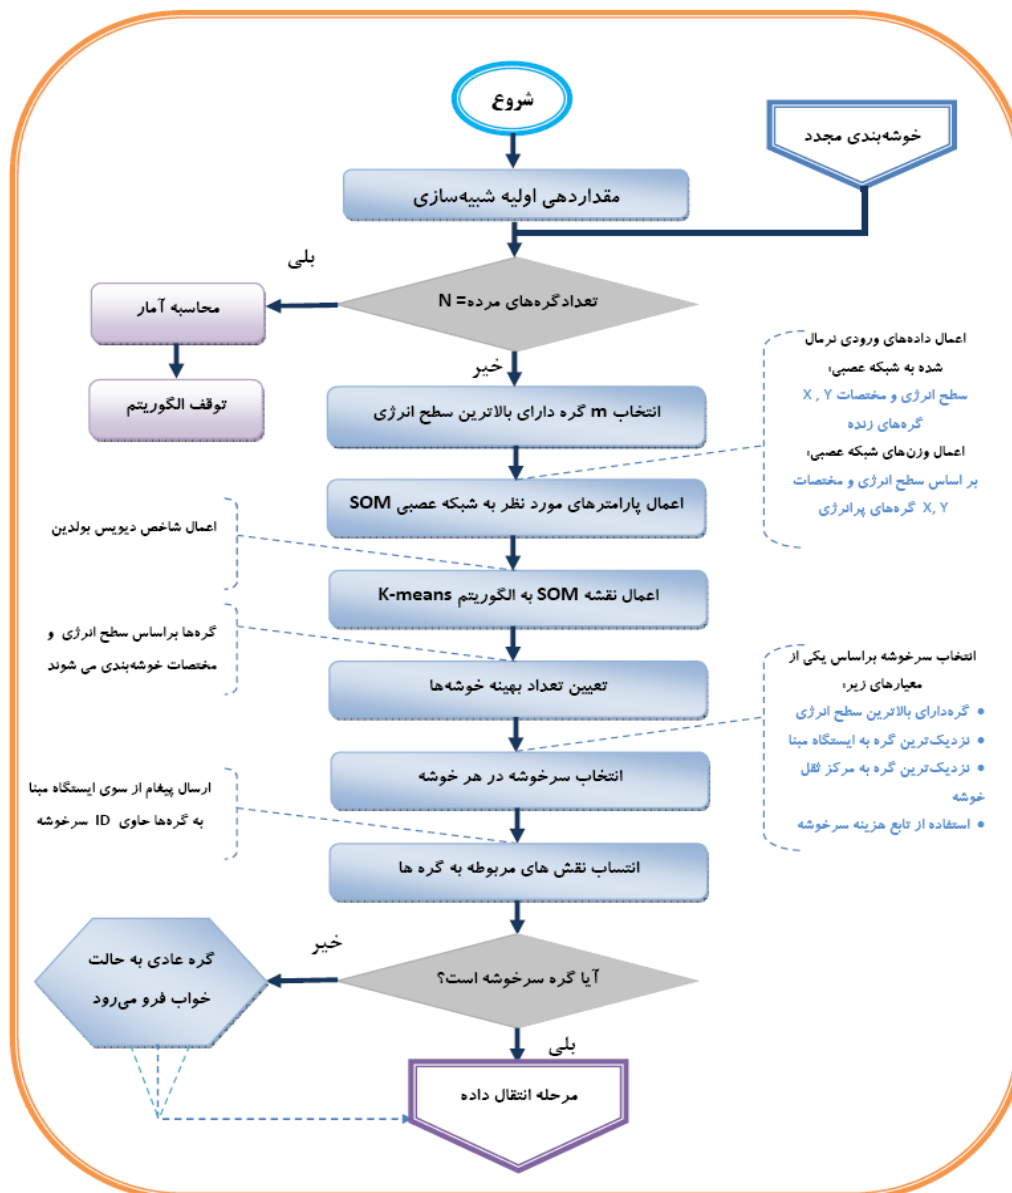 شروع
خوشه‌بندی مجدد
مقداردهی اولیه شبیه‌سازی
بلی
تعدادگره‌های مرده= N
محاسبه آمار
توقف الگوریتم
خیر
انتخاب m گره دارای بالاترین سطح انرژی
اعمال داده‌های ورودی نرمال
شده به شبکه عصبی:
سطح انرژی و مختصات X , Y
گره‌های زنده
اعمال وزن‌های شبکه عصبی:
بر اساس سطح انرژی و مختصات
X, Y گره‌های پرانرژی
اعمال پارامترهای مورد نظر به شبکه عصبی SOM
اعمال شاخص دیویس بولدین
اعمال نقشه SOM به الگوریتم K-means
گره‌ها براساس سطح انرژی و
مختصات خوشه‌بندی می شوند
تعیین تعداد بهینه خوشه‌ها
انتخاب سرخوشه براساس یکی از
معیارهای زیر:
● گره‌دارای بالاترین سطح انرژی
● نزدیک‌ترین گره به ایستگاه مبنا
● نزدیک‌ترین گره به مرکز ثقل
خوشه
● استفاده از تابع هزینه سرخوشه
انتخاب سرخوشه در هر خوشه
ارسال پیغام از سوی ایستگاه مبنا
به گره‌ها حاوی ID سرخوشه
انتساب نقش های مربوطه به گره ها
خیر
آیا گره سرخوشه است؟
گره عادی به حالت
خواب فرو می‌رود
بلی
مرحله انتقال داده